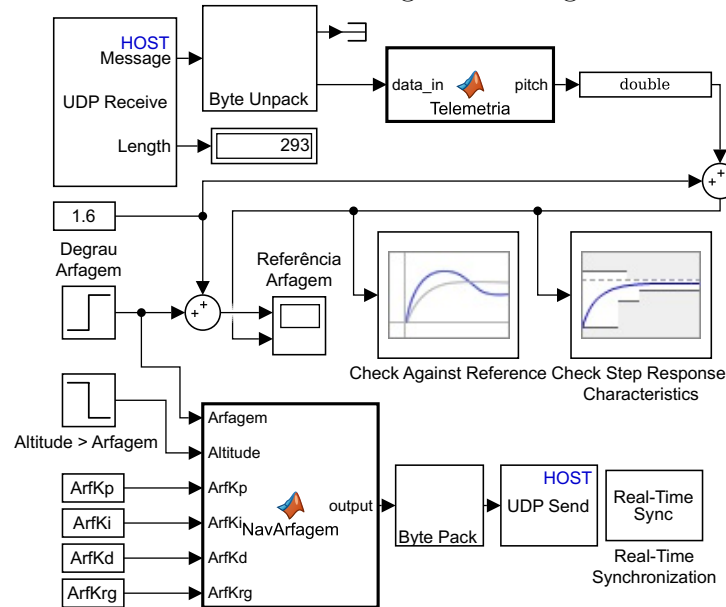 HOST
Message
UDP Receive
Length
Byte Unpack
293
data_in
pitch
Telemetria
double
+
+
1.6
Degrau
Arfagem
+
+
Referência
Arfagem
Check Against Reference
Check Step Response
Characteristics
Altitude > Arfagem
Arfagem
Altitude
ArfKp
ArfKi
ArfKd
ArfKrg
NavArfagem
output
ArfKp
ArfKi
ArfKd
ArfKrg
Byte Pack
HOST
UDP Send
Real-Time
Sync
Real-Time
Synchronization